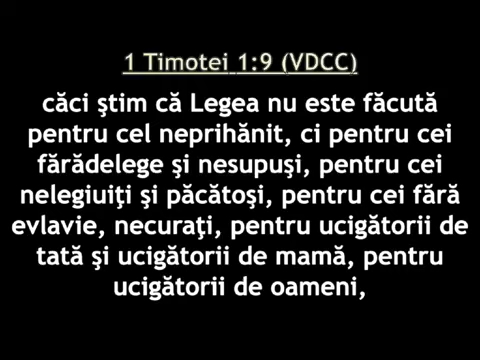 1 Timotei 1:9 (VDCC)
căci ştim că Legea nu este făcută
pentru cel neprihănit, ci pentru cei
fărădelege şi nesupuşi, pentru cei
nelegiuiţi şi păcătoşi, pentru cei fără
evlavie, necuraţi, pentru ucigătorii de
tată şi ucigătorii de mamă, pentru
ucigătorii de oameni,